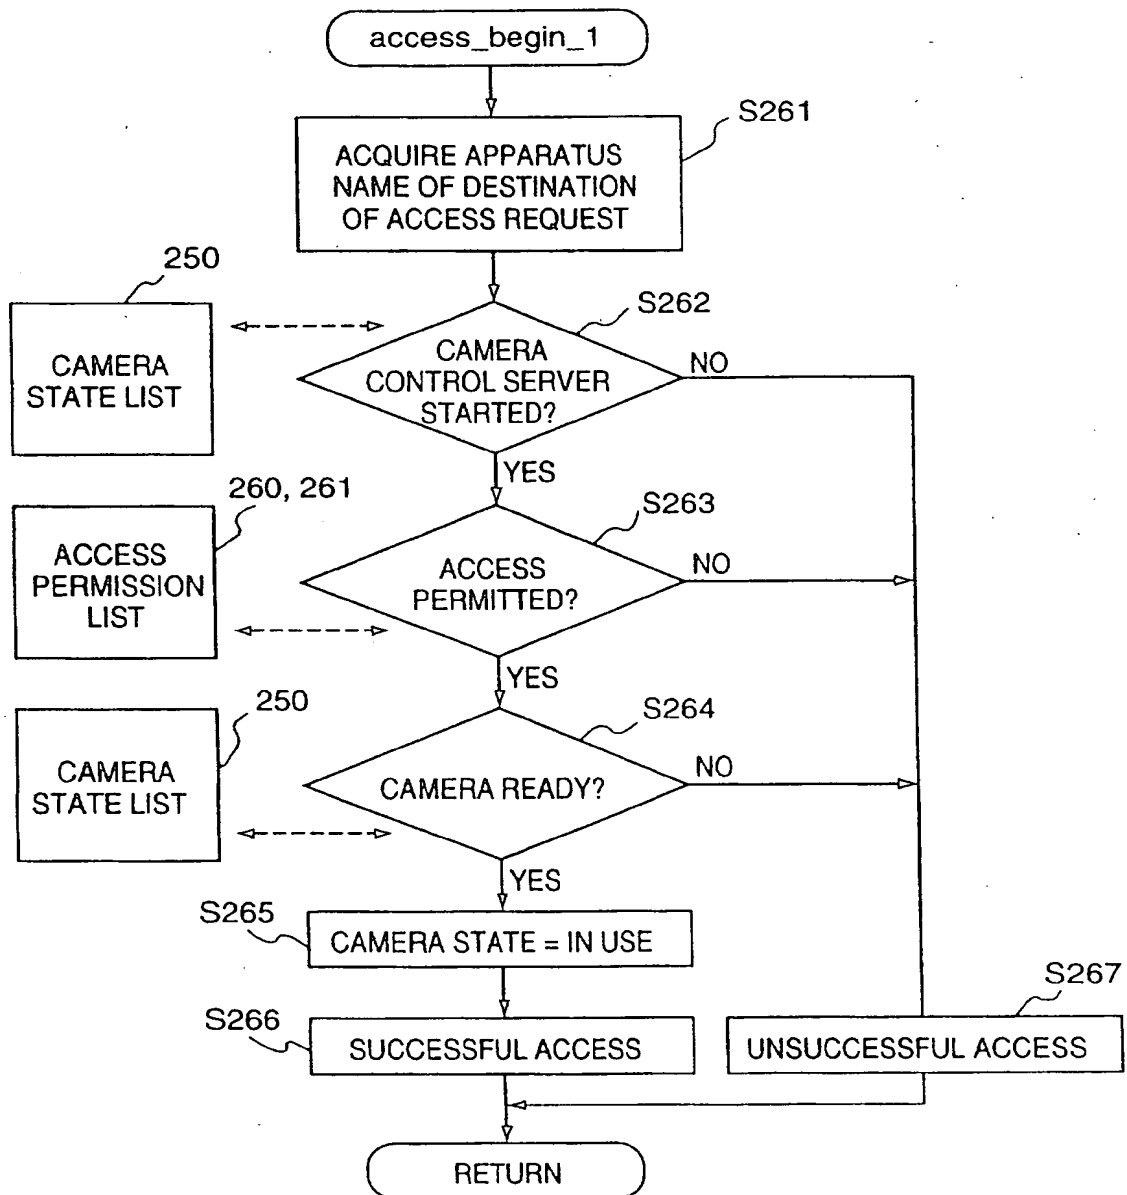 access_begin_1
S261
ACQUIRE APPARATUS
NAME OF DESTINATION
OF ACCESS REQUEST
250
S262
CAMERA
STATE LIST
CAMERA
CONTROL SERVER
STARTED?
NO
YES
260, 261
S263
ACCESS
PERMISSION
LIST
ACCESS
PERMITTED?
NO
YES
250
S264
CAMERA
STATE LIST
CAMERA READY?
NO
YES
S265
CAMERA STATE = IN USE
S267
S266
SUCCESSFUL ACCESS
UNSUCCESSFUL ACCESS
RETURN